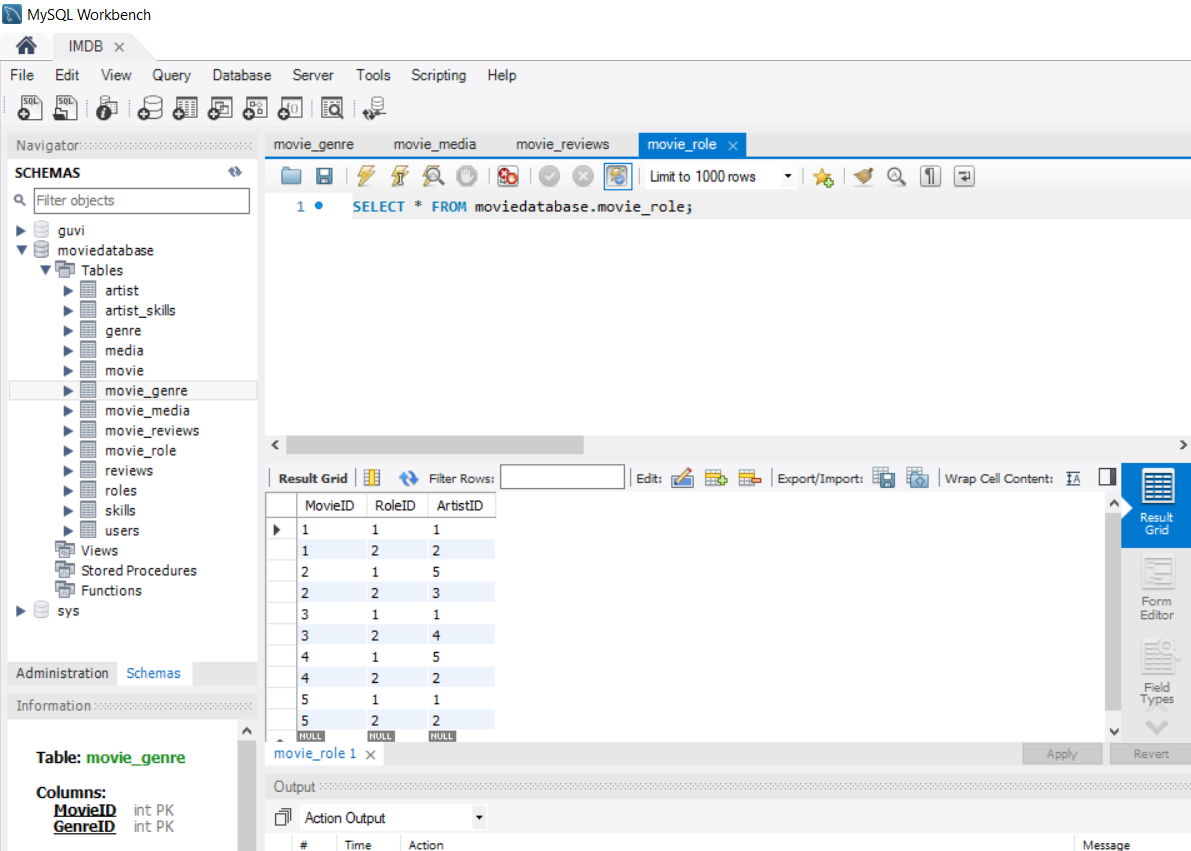 MySQL Workbench
IMDB
File Edit View Query Database Server Tools Scripting Help
Navigator
SCHEMAS
Filter objects
guvi
moviedatabase
Tables
artist
artist_skills
genre
media
movie
movie_genre
movie_media
movie_reviews
movie_role
reviews
roles
skills
users
Views
Stored Procedures
Functions
sys
Administration Schemas
Information
Table: movie_genre
Columns:
MovieID int PK
GenreID int PK
movie_genre movie_media movie_reviews movie_role
Limit to 1000 rows
1 SELECT * FROM moviedatabase.movie_role;
Result Grid Filter Rows: Edit: Export/Import: Wrap Cell Content:
MovieID RoleID ArtistID
1 1 1
1 2 2
2 1 5
2 2 3
3 1 1
3 2 4
4 1 5
4 2 2
5 1 1
5 2 2
NULL NULL NULL
Result
Grid
Form
Editor
Field
Types
movie_role 1
Apply Revert
Output
Action Output
# Time Action Message